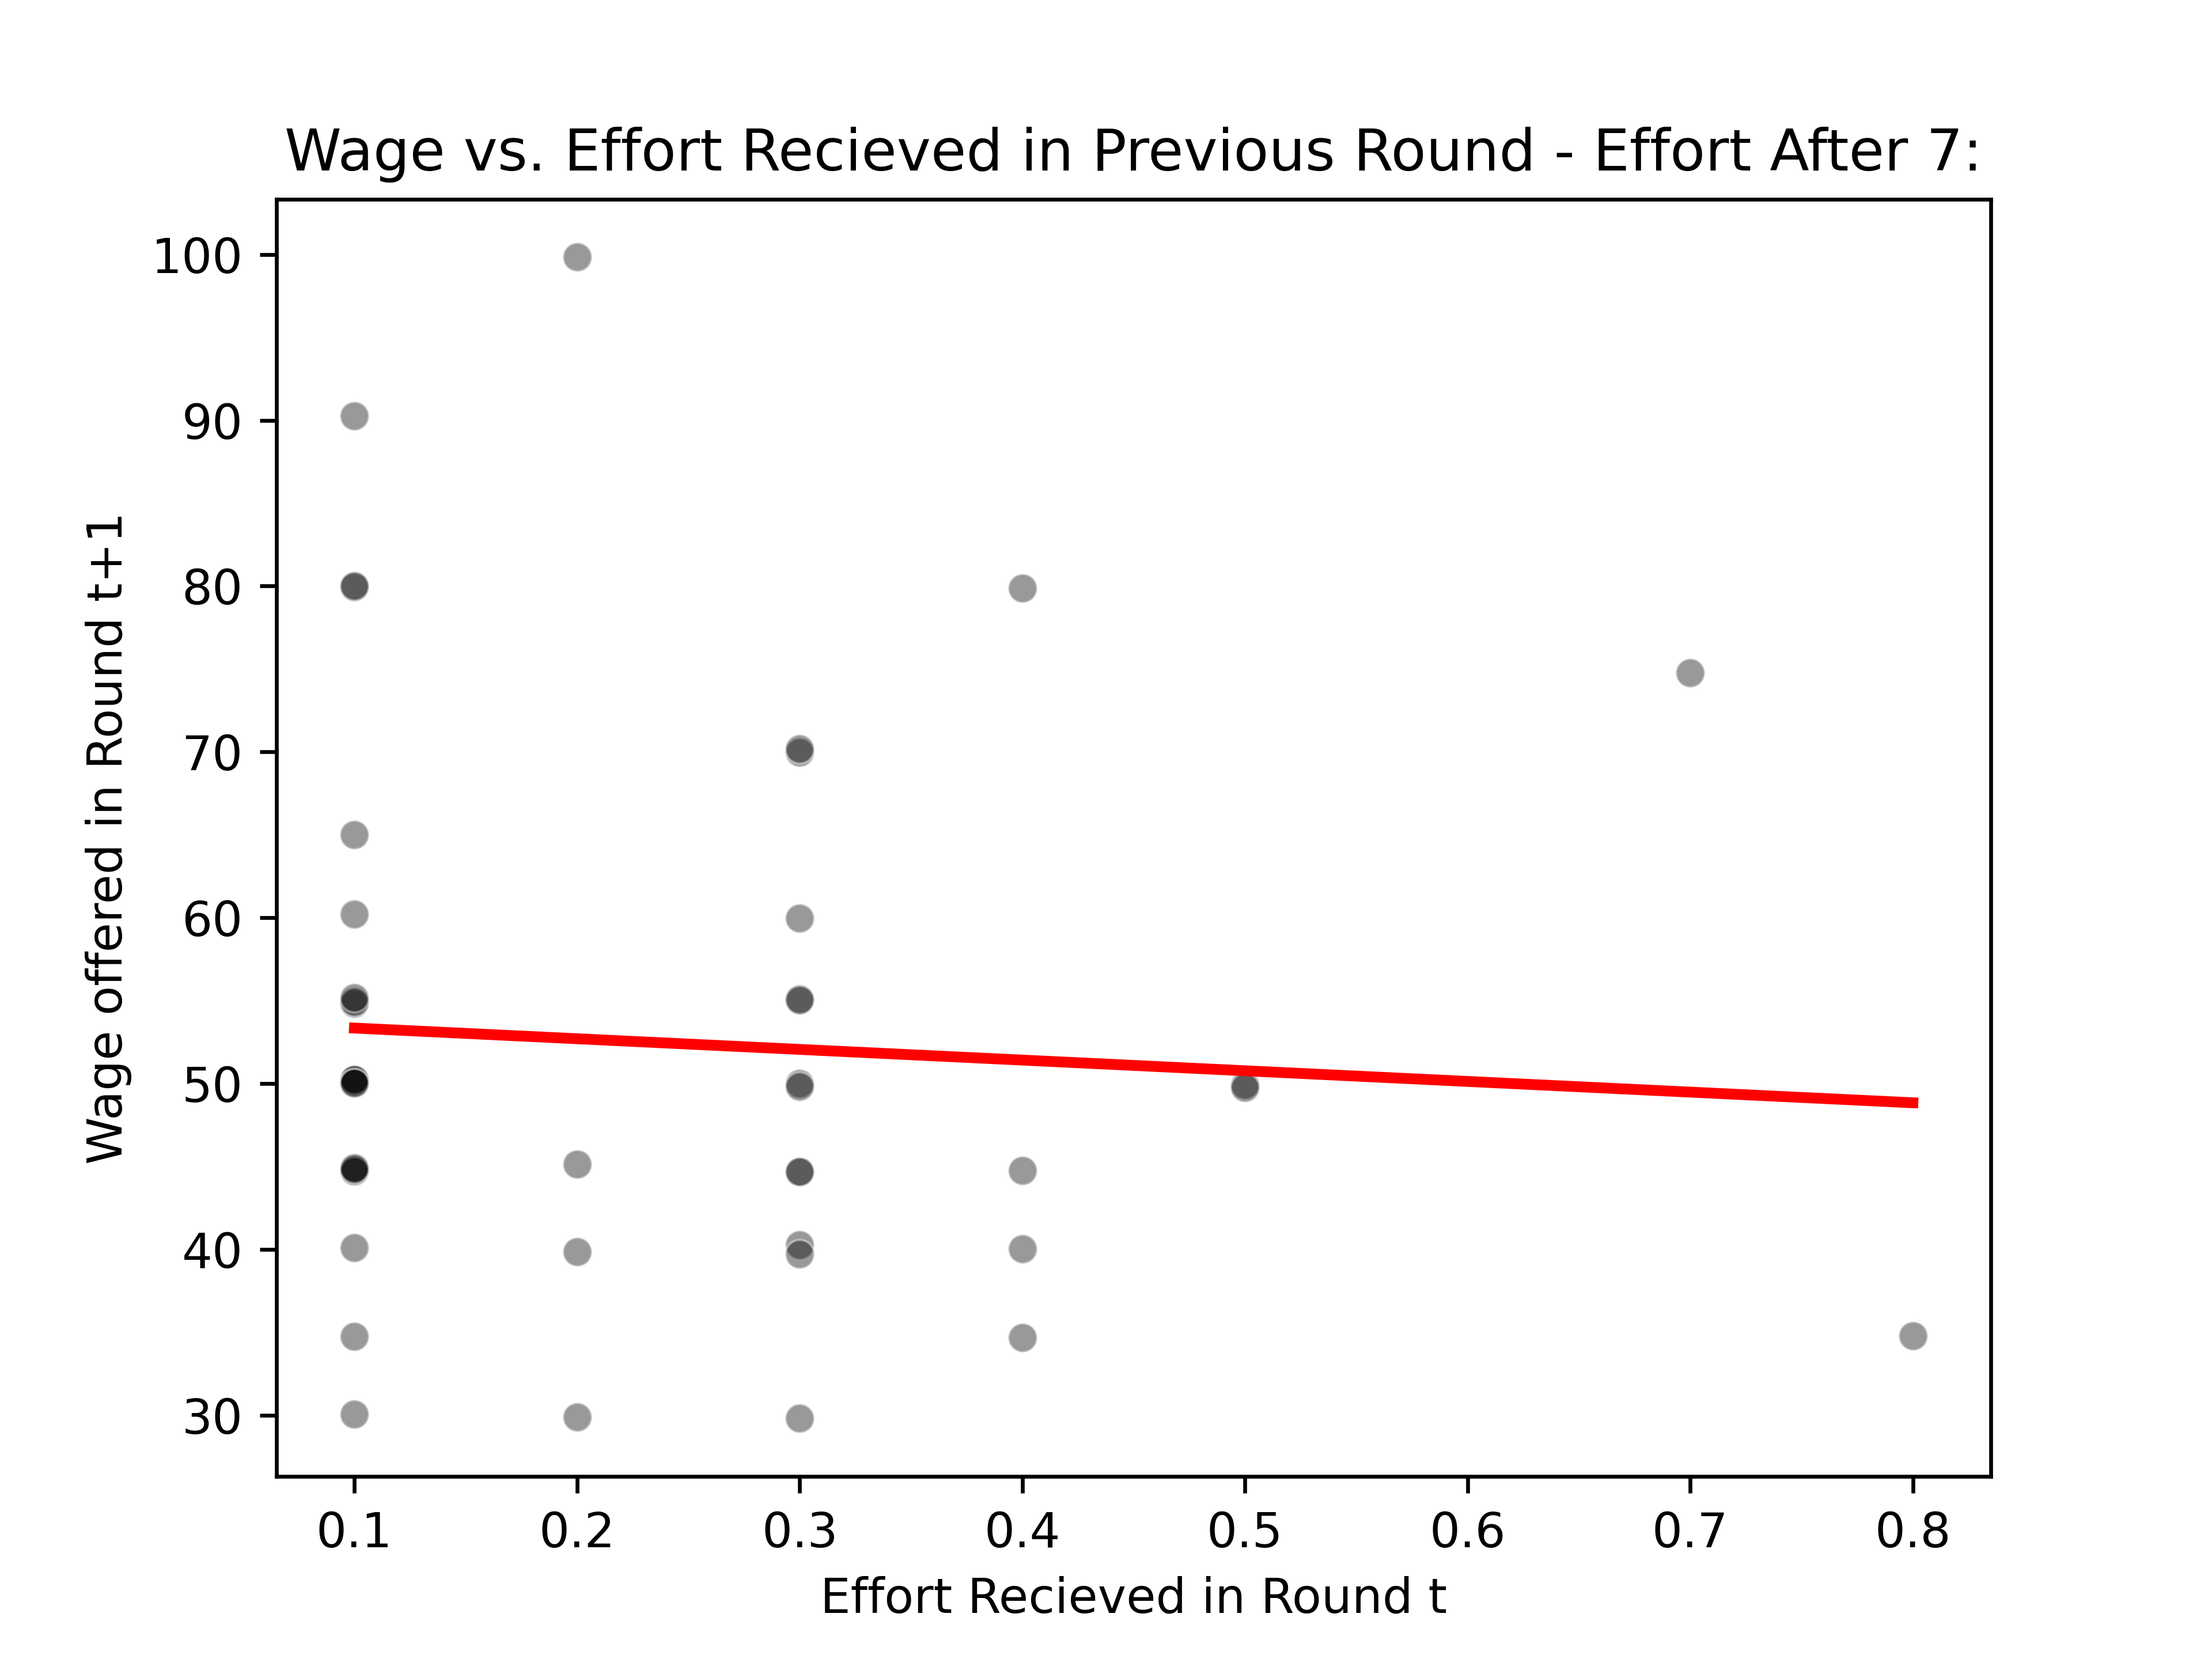 Wage vs. Effort Recieved in Previous Round - Effort After 7:
Wage offered in Round t+1
100
90
80
70
60
50
40
30
0.1 0.2 0.3 0.4 0.5 0.6 0.7 0.8
Effort Recieved in Round t